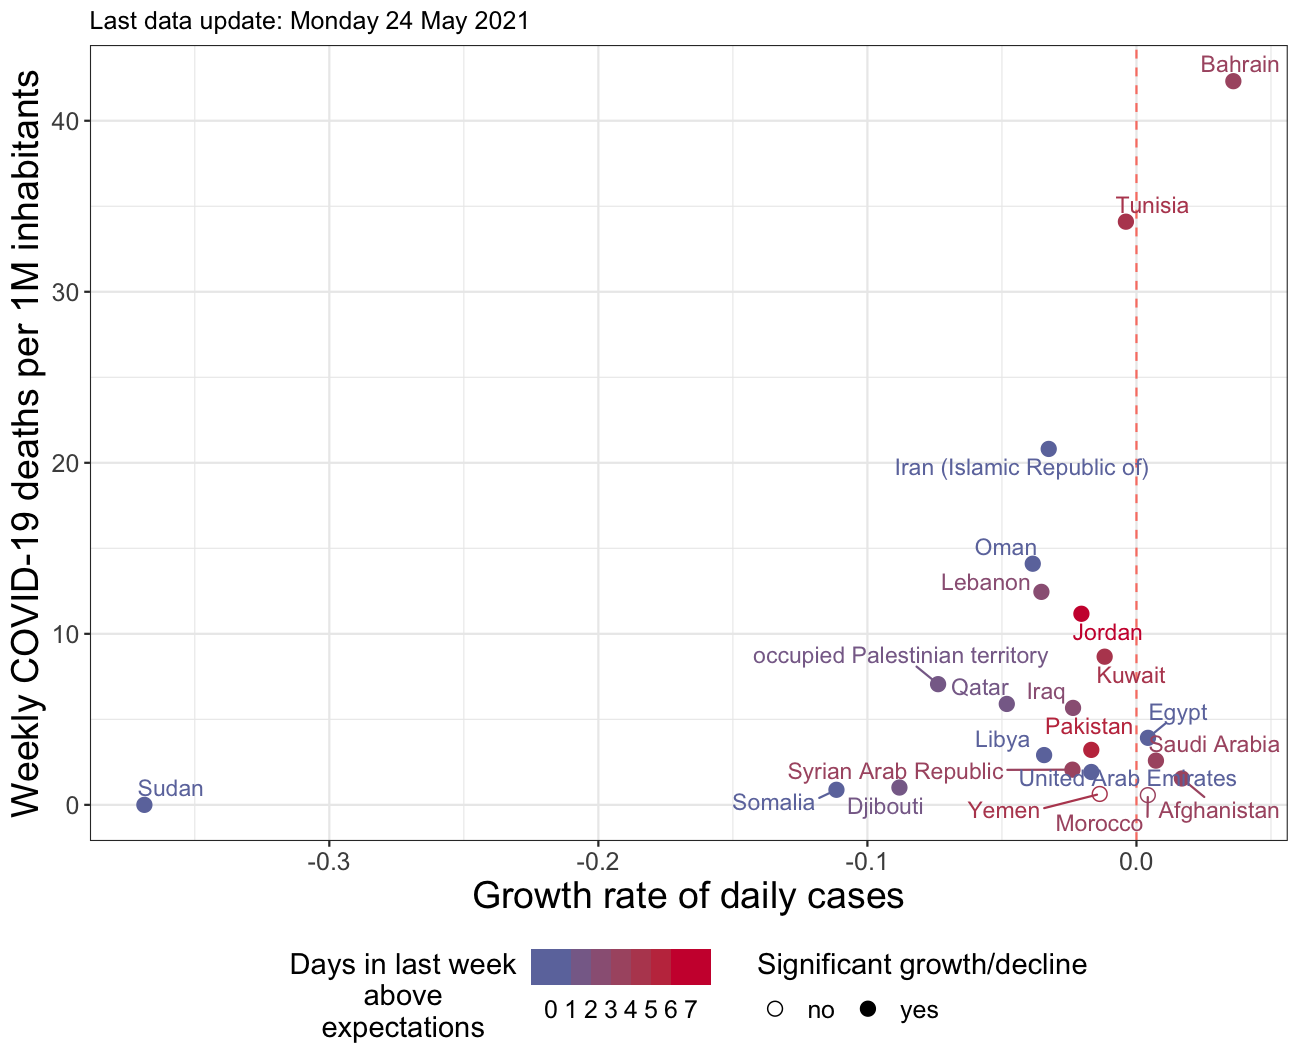 Last data update: Monday 24 May 2021
Weekly COVID-19 deaths per 1M inhabitants
40
30
20
10
0
Bahrain
Tunisia
Iran (Islamic Republic of)
Oman
Lebanon
Jordan
occupied Palestinian territory
Kuwait
Qatar
Iraq
Egypt
Pakistan
Libya
Saudi Arabia
Syrian Arab Republic
United Arab Emirates
Sudan
Somalia
Djibouti
Yemen
Afghanistan
Morocco
-0.3
-0.2
-0.1
0.0
Growth rate of daily cases
Days in last week
above
expectations
0 1 2 3 4 5 6 7
Significant growth/decline
no
yes